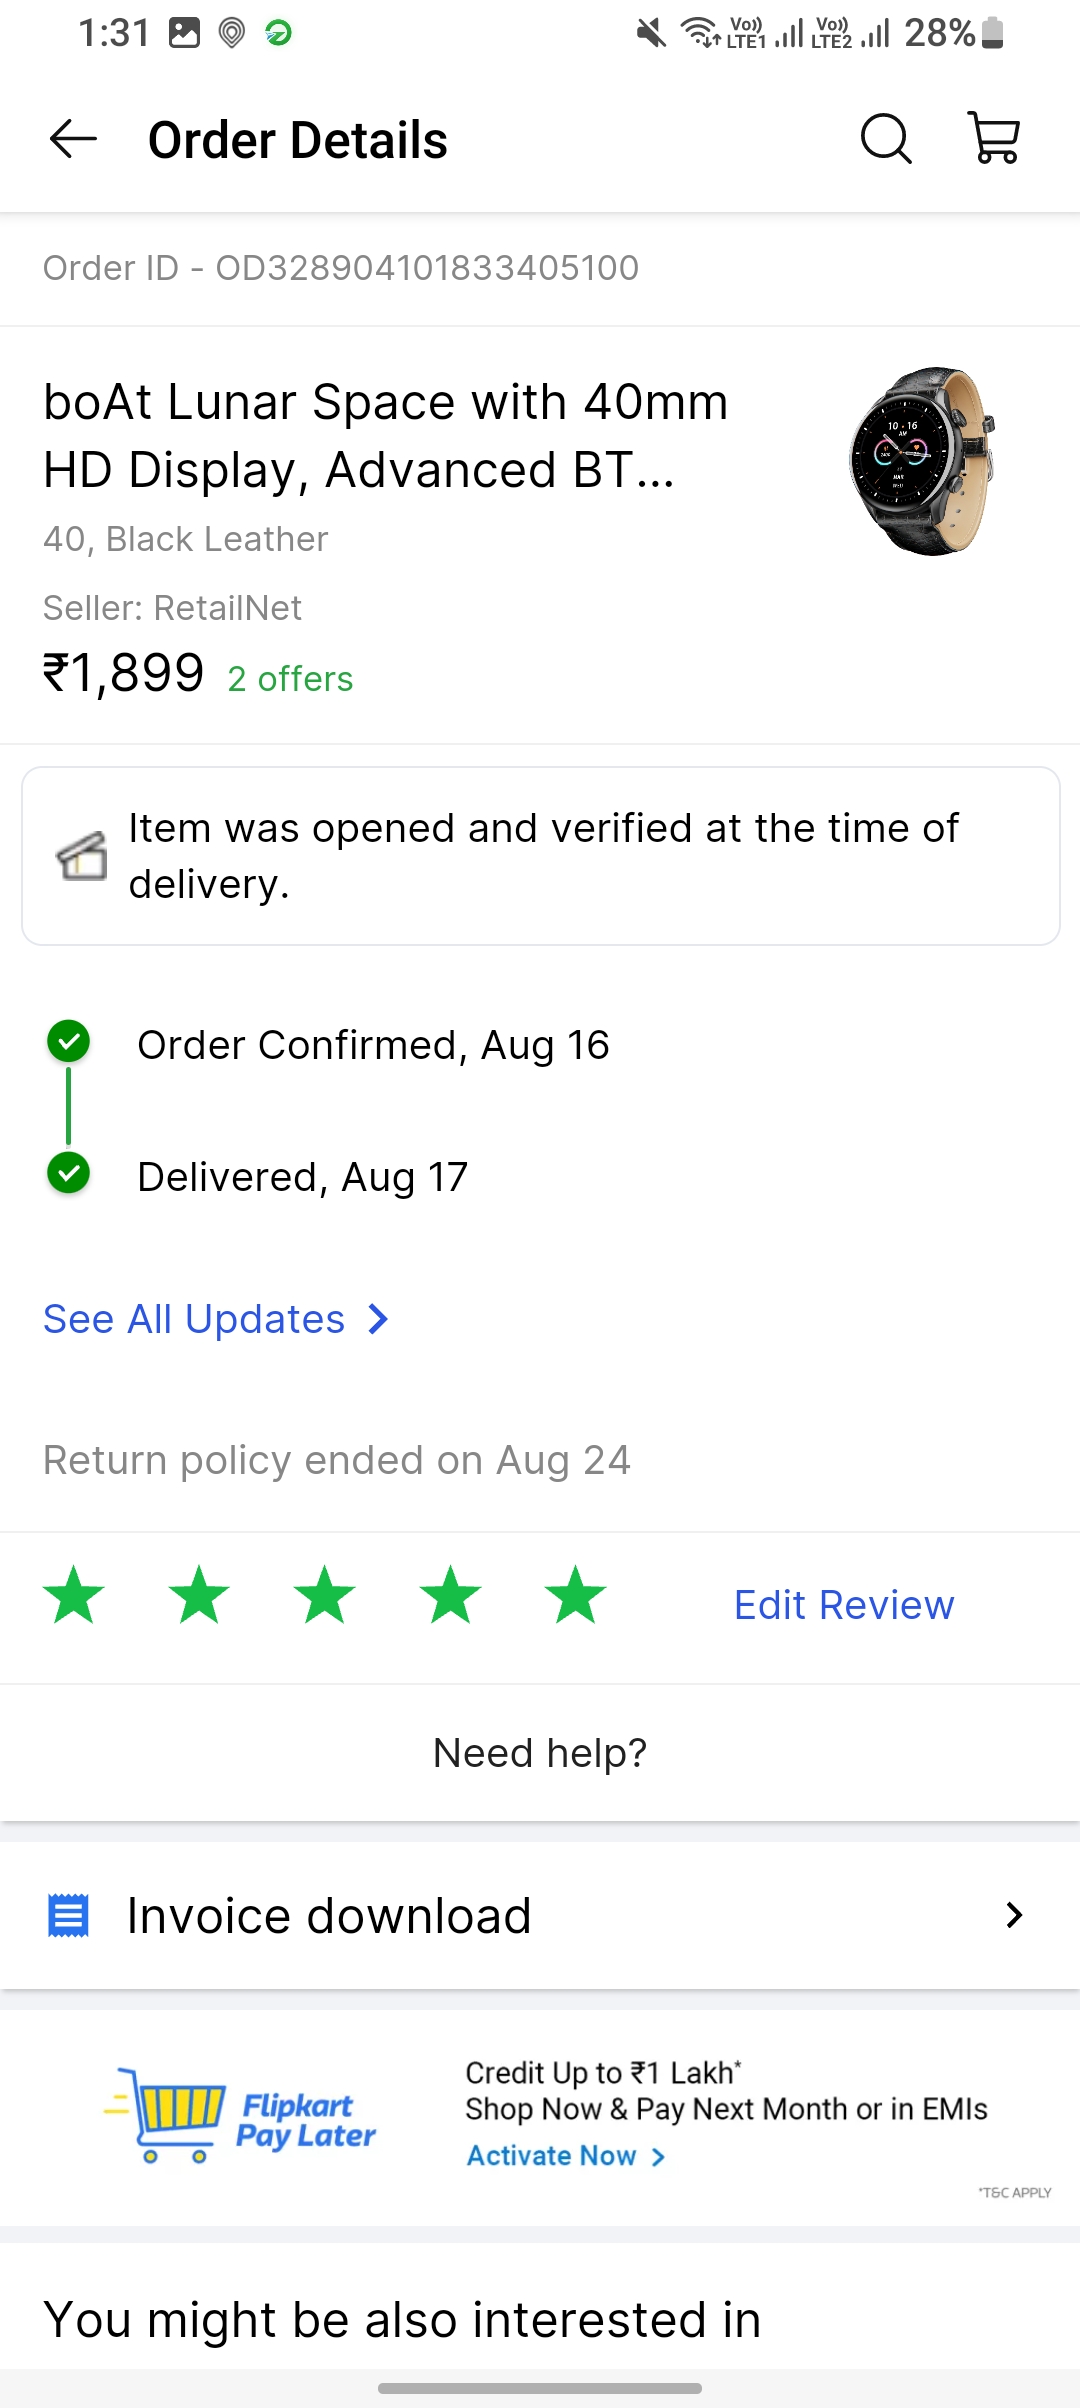 1:31
Vo)) LTE1 Vo)) LTE2 28%
Order Details
Order ID - OD328904101833405100
boAt Lunar Space with 40mm
HD Display, Advanced BT...
40, Black Leather
Seller: RetailNet
₹1,899 2 offers
10 16
AM
MAR
Item was opened and verified at the time of
delivery.
Order Confirmed, Aug 16
Delivered, Aug 17
See All Updates
Return policy ended on Aug 24
Edit Review
Need help?
Invoice download
Flipkart
Pay Later
Credit Up to ₹1 Lakh*
Shop Now & Pay Next Month or in EMIs
Activate Now
*T&C APPLY
You might be also interested in